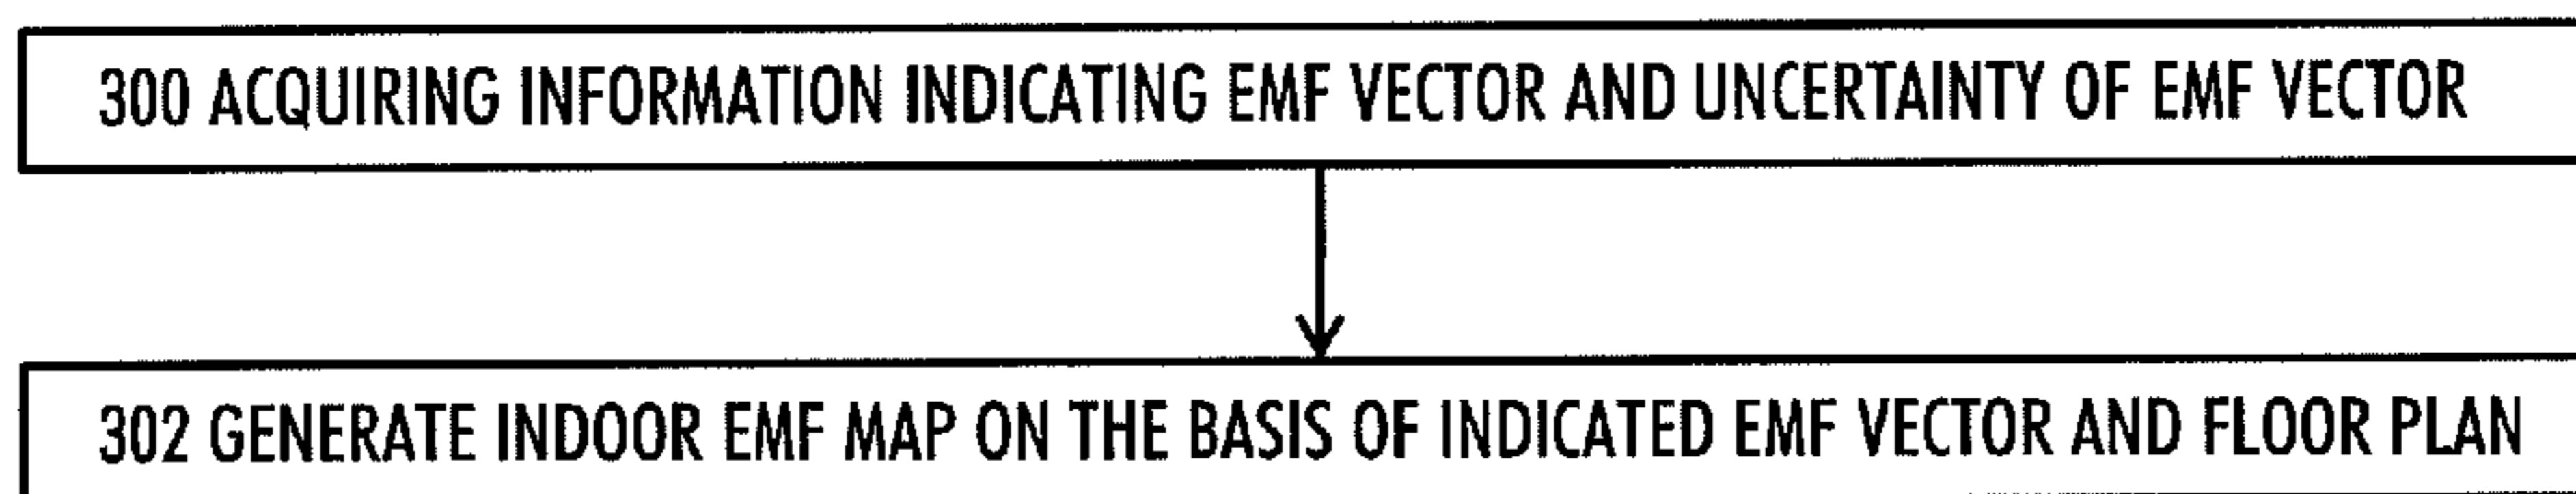 300 ACQUIRING INFORMATION INDICATING EMF VECTOR AND UNCERTAINTY OF EMF VECTOR
302 GENERATE INDOOR EMF MAP ON THE BASIS OF INDICATED EMF VECTOR AND FLOOR PLAN